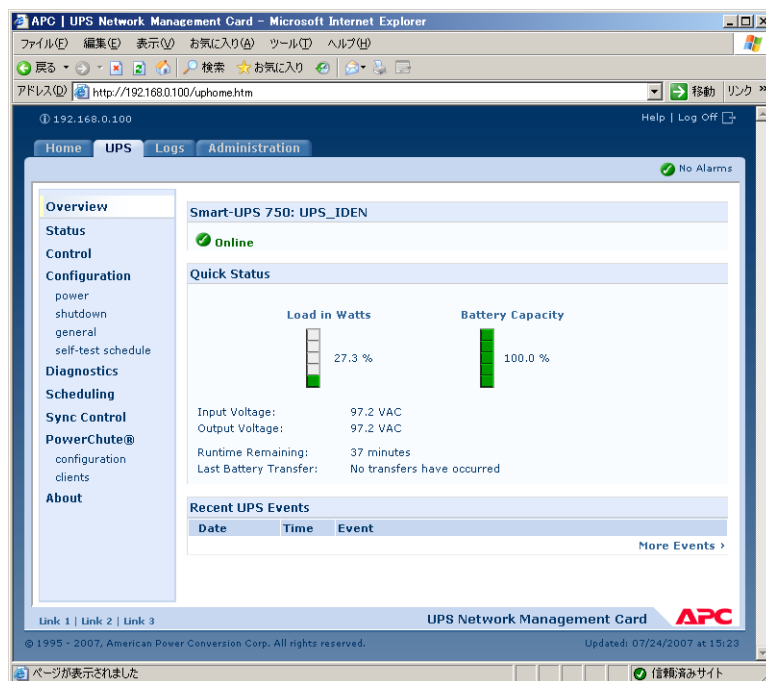 APC | UPS Network Management Card - Microsoft Internet Explorer
ファイル(F) 編集(E) 表示(V) お気に入り(A) ツール(T) ヘルプ(H)
戻る 検索 お気に入り
アドレス(D) http://192.168.0.100/uphome.htm 移動 リンク »
192.168.0.100 Help | Log Off
Home UPS Logs Administration
No Alarms
Overview
Status
Control
Configuration
power
shutdown
general
self-test schedule
Diagnostics
Scheduling
Sync Control
PowerChute®
configuration
clients
About
Smart-UPS 750: UPS_IDEN
Online
Quick Status
Load in Watts Battery Capacity
27.3 % 100.0 %
Input Voltage: 97.2 VAC
Output Voltage: 97.2 VAC
Runtime Remaining: 37 minutes
Last Battery Transfer: No transfers have occurred
Recent UPS Events
Date Time Event
More Events ›
Link 1 | Link 2 | Link 3 UPS Network Management Card APC
© 1995 - 2007, American Power Conversion Corp. All rights reserved. Updated: 07/24/2007 at 15:23
ページが表示されました 信頼済みサイト